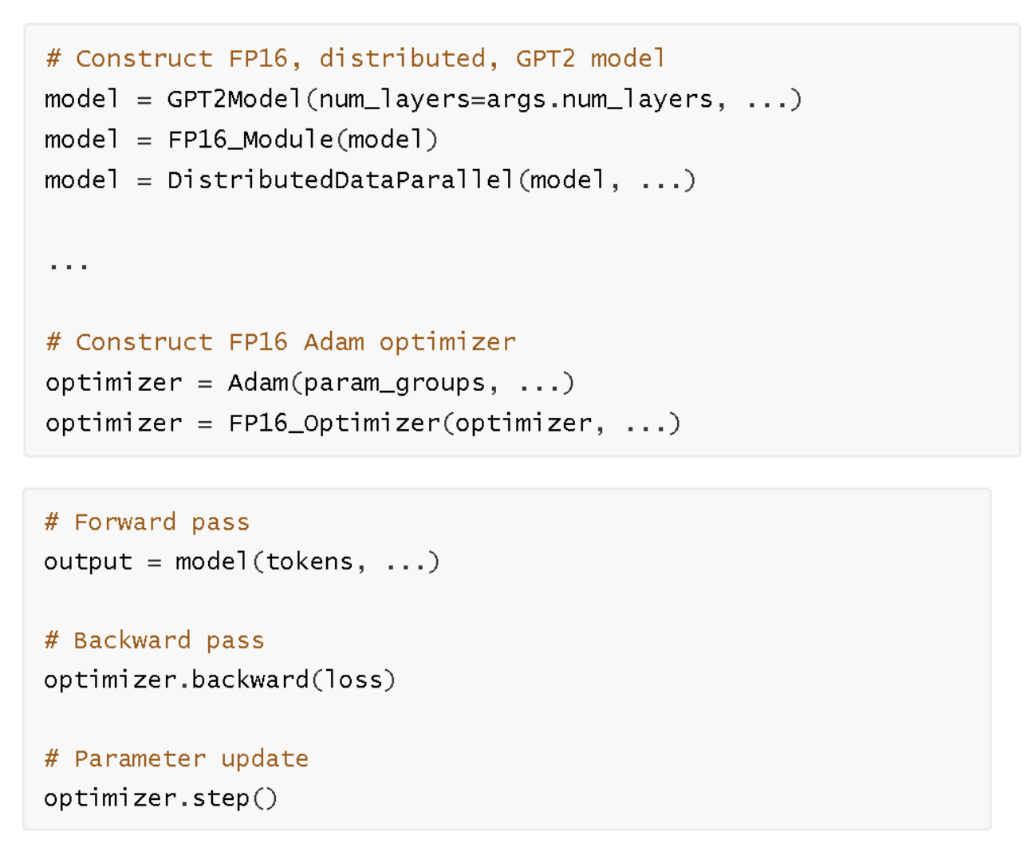 # Construct FP16, distributed, GPT2 model
model = GPT2Model(num_layers=args.num_layers, ...)
model = FP16_Module(model)
model = DistributedDataParallel(model, ...)
...
# Construct FP16 Adam optimizer
optimizer = Adam(param_groups, ...)
optimizer = FP16_Optimizer(optimizer, ...)
# Forward pass
output = model(tokens, ...)
# Backward pass
optimizer.backward(loss)
# Parameter update
optimizer.step()